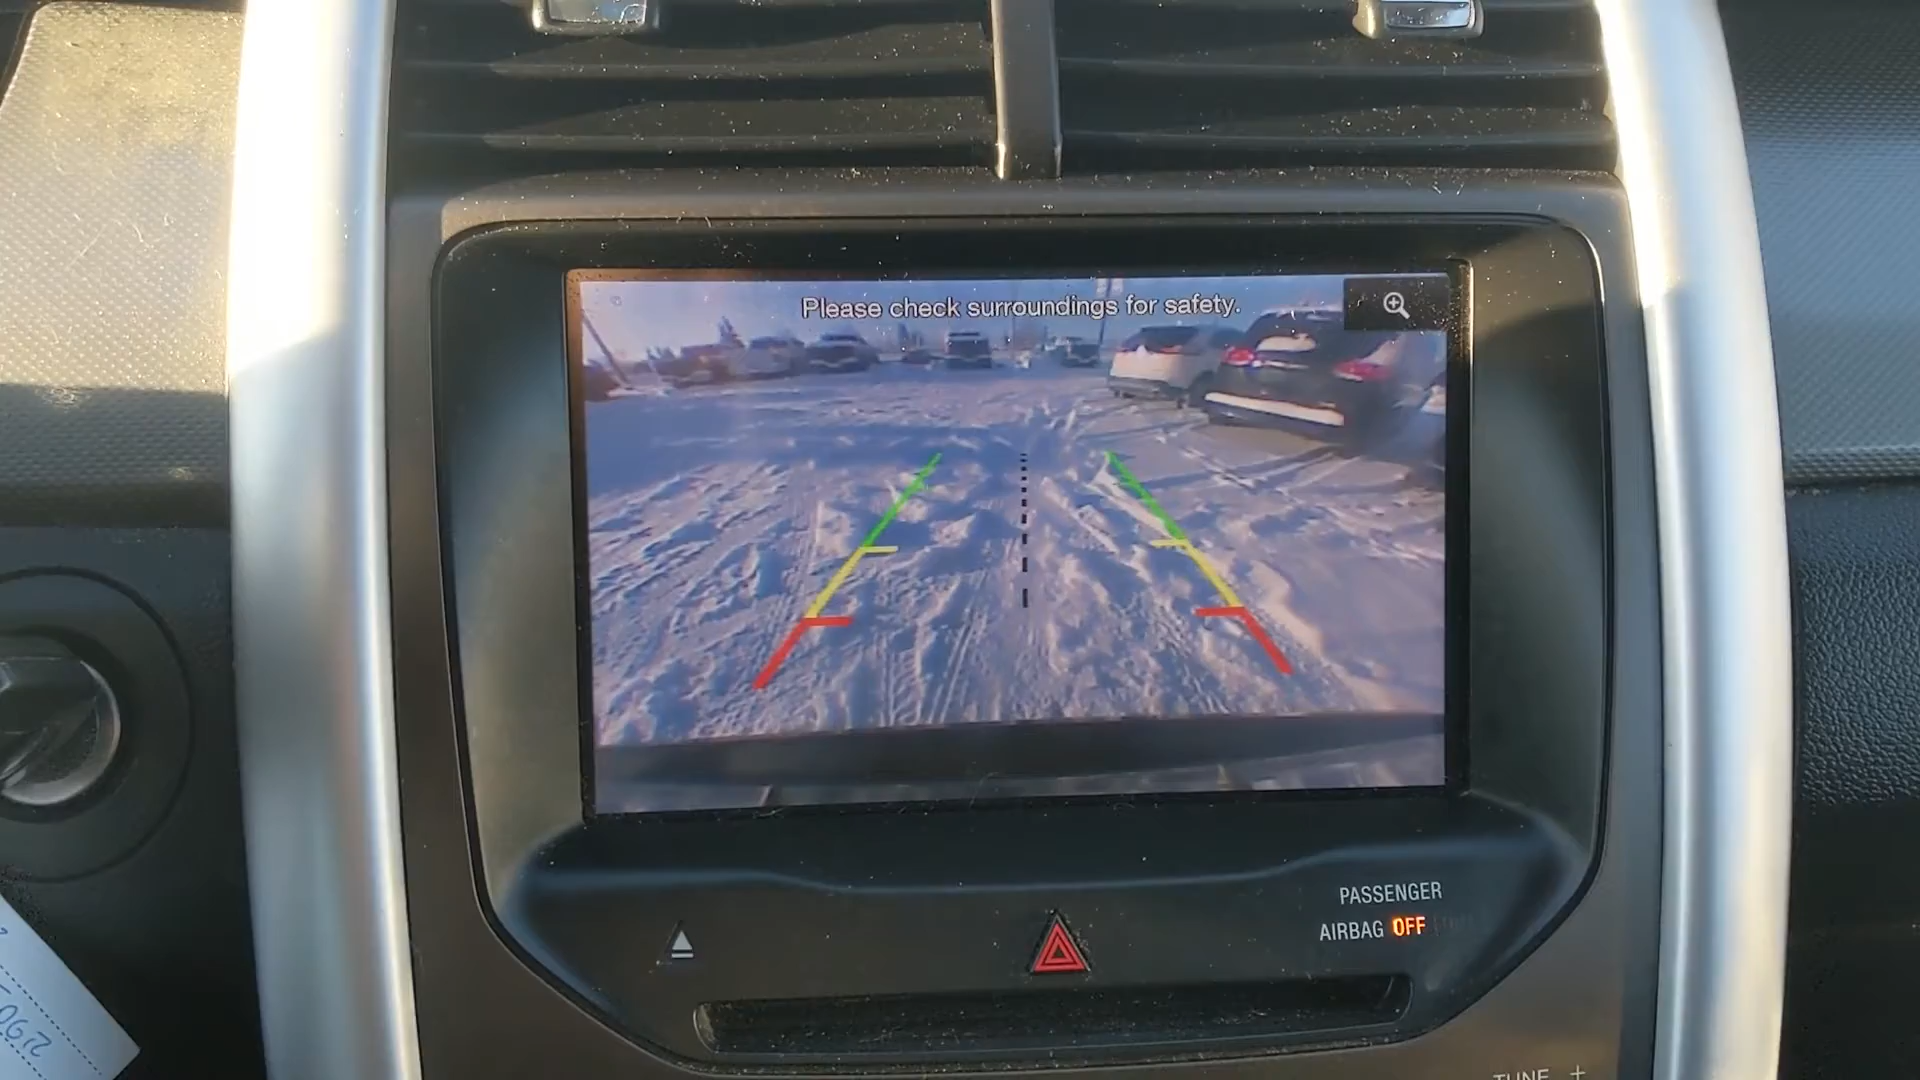 Please check surroundings for safety.
PASSENGER
AIRBAG OFF
TUNE +